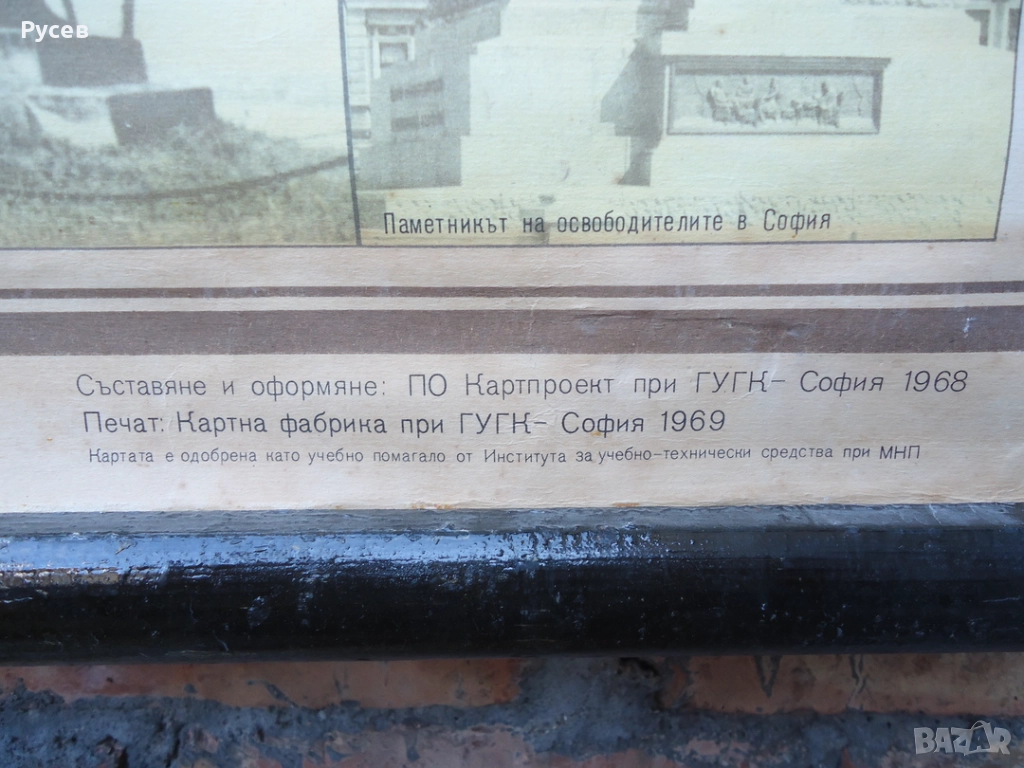 Русев
Паметникът на освободителите в София
Съставяне и оформяне: ПО Картпроект при ГУГК– София 1968
Печат: Картна фабрика при ГУГК– София 1969
Картата е одобрена като учебно помагало от Института за учебно-технически средства при МНП
BAZAR